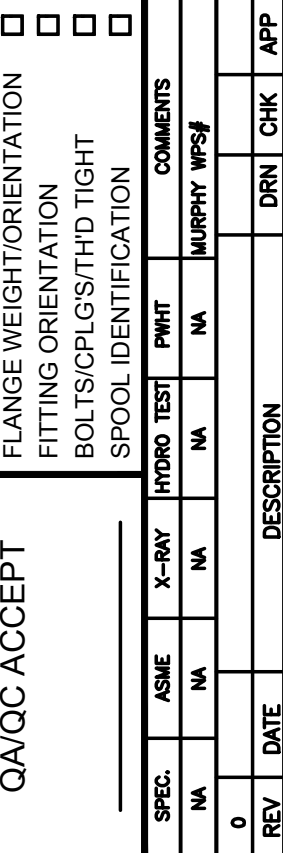 QA/QC ACCEPT
FLANGE WEIGHT/ORIENTATION
FITTING ORIENTATION
BOLTS/CPLG'S/TH'D TIGHT
SPOOL IDENTIFICATION
SPEC. ASME X-RAY HYDRO TEST PWHT COMMENTS
NA NA NA NA NA MURPHY WPS#
0
REV DATE DESCRIPTION DRN CHK APP